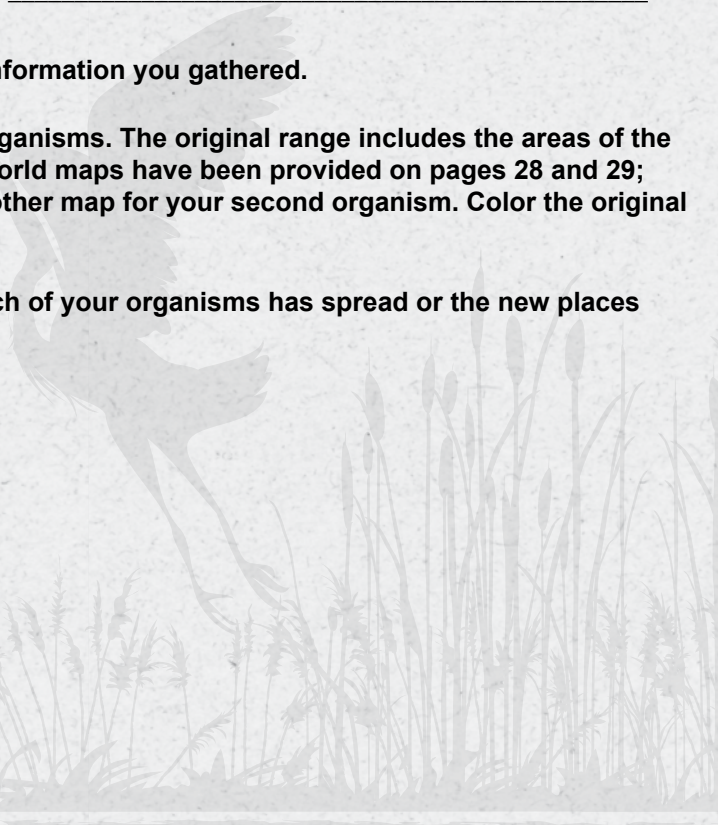 nformation you gathered.
ganisms. The original range includes the areas of the
orld maps have been provided on pages 28 and 29;
other map for your second organism. Color the original
ch of your organisms has spread or the new places